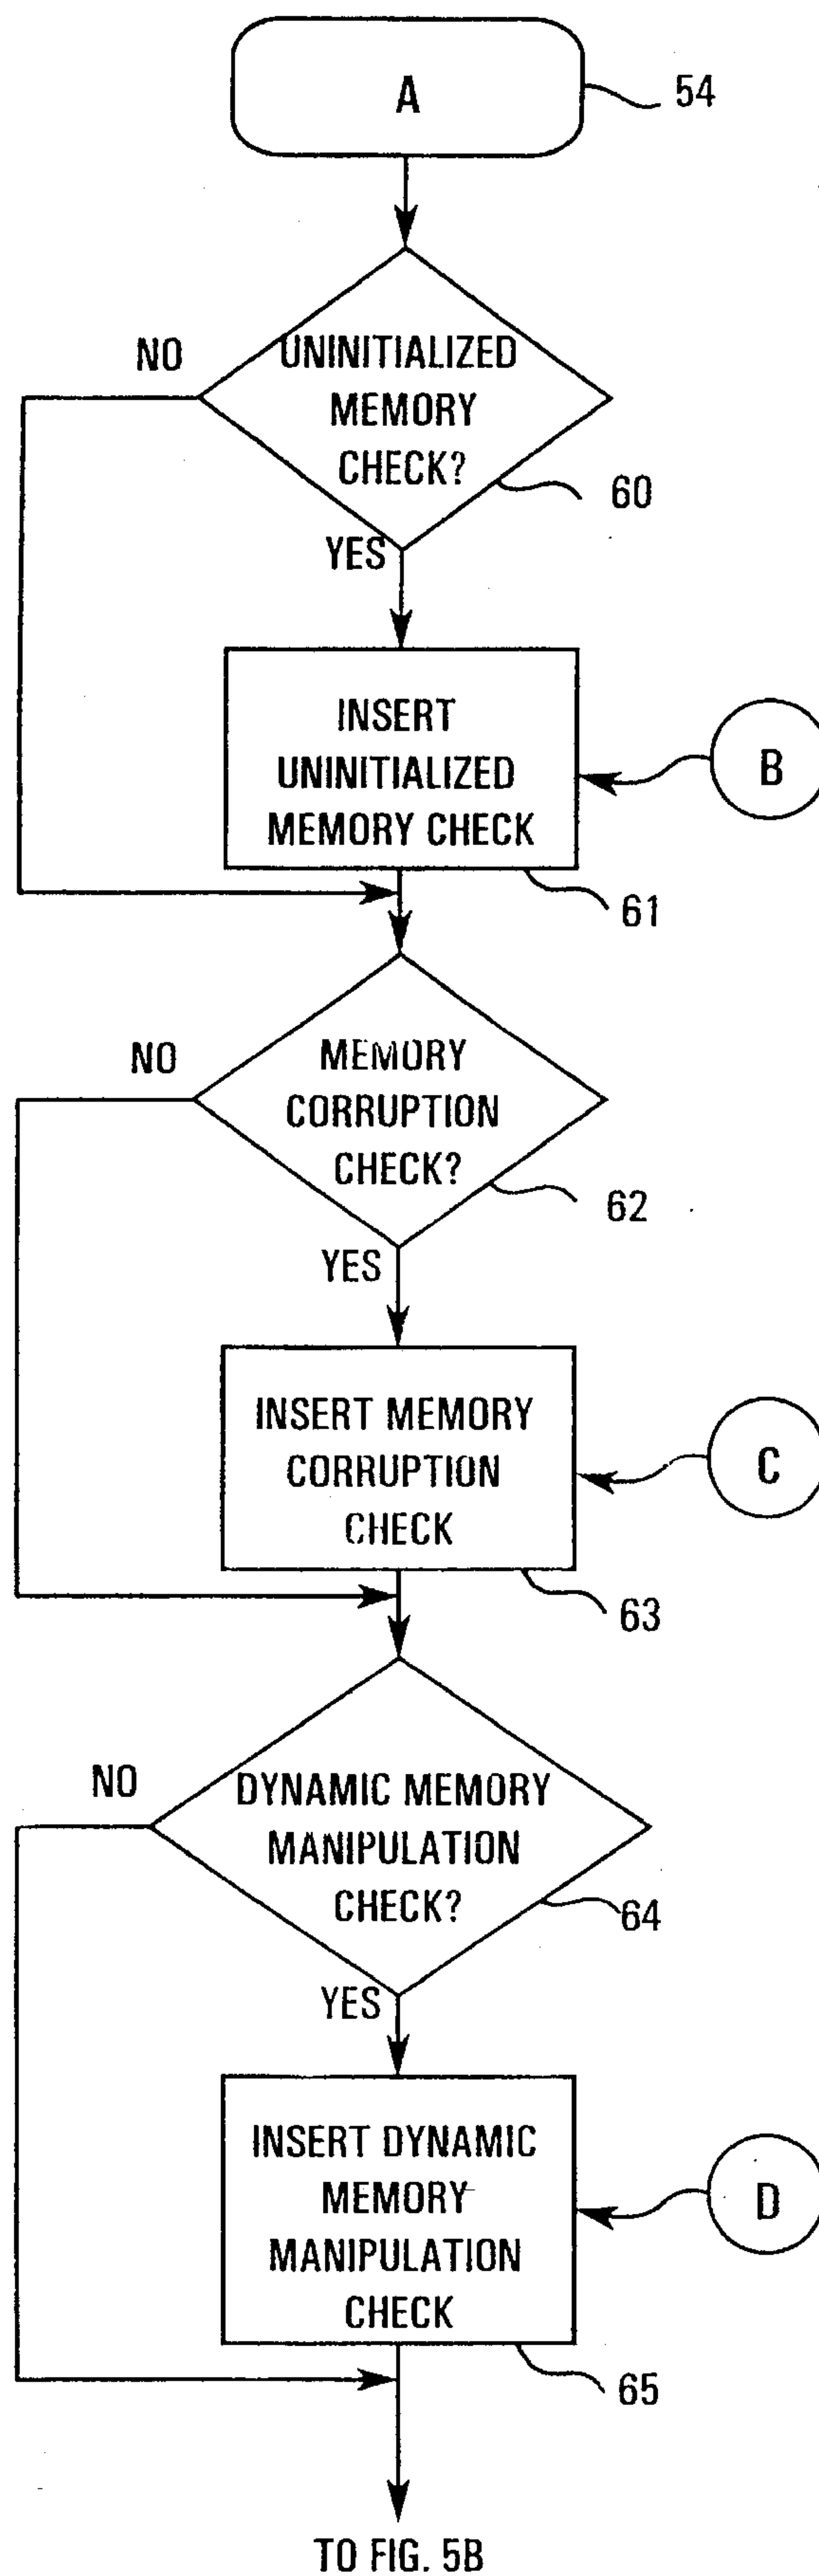 A
54
NO
UNINITIALIZED
MEMORY
CHECK?
60
YES
INSERT
UNINITIALIZED
MEMORY CHECK
B
61
NO
MEMORY
CORRUPTION
CHECK?
62
YES
INSERT MEMORY
CORRUPTION
CHECK
C
63
NO
DYNAMIC MEMORY
MANIPULATION
CHECK?
64
YES
INSERT DYNAMIC
MEMORY
MANIPULATION
CHECK
D
65
TO FIG. 5B